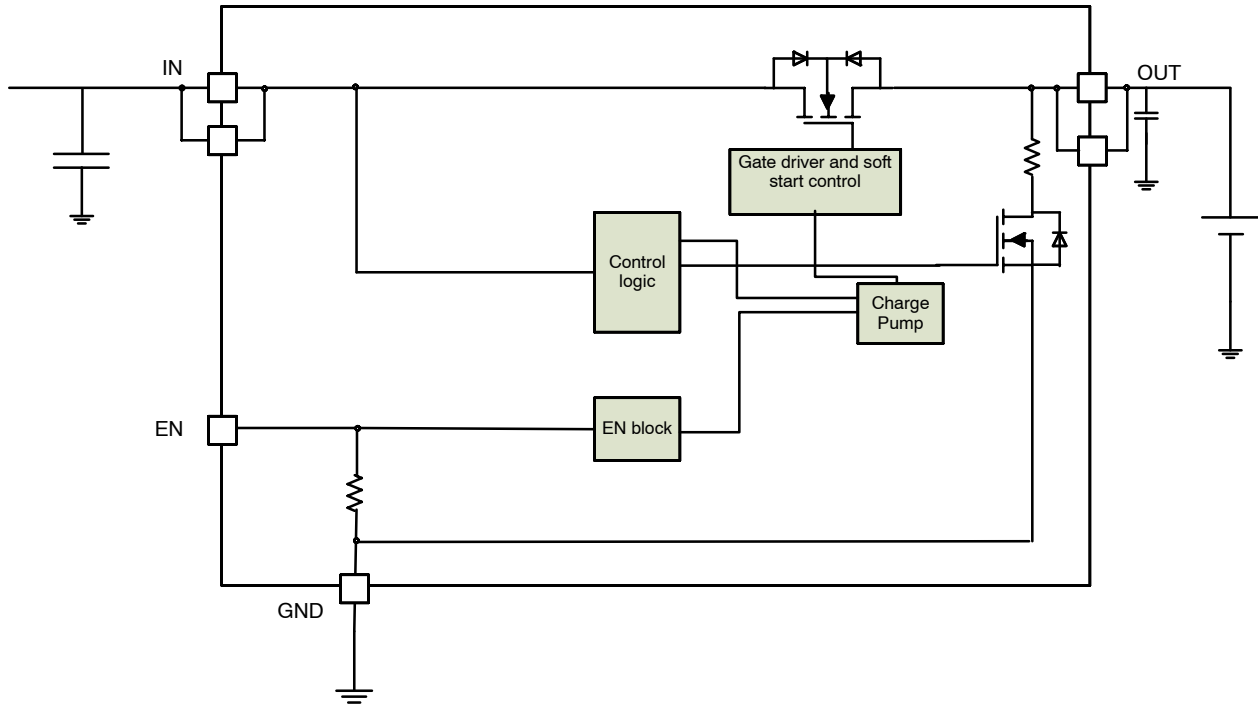 IN
OUT
Gate driver and soft
start control
Control
logic
Charge
Pump
EN
EN block
GND